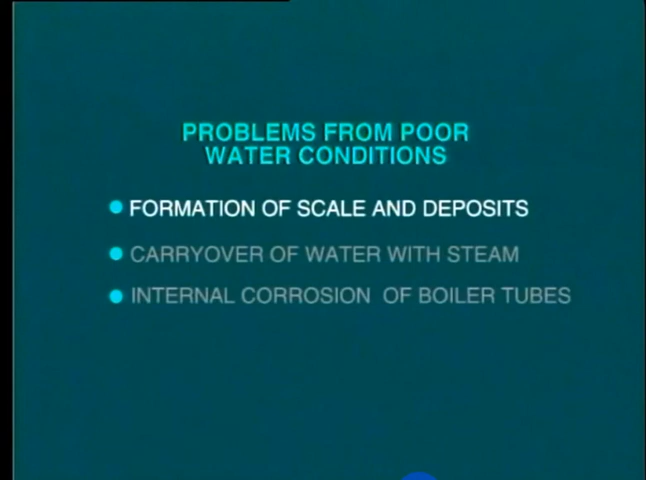 PROBLEMS FROM POOR
WATER CONDITIONS
FORMATION OF SCALE AND DEPOSITS
CARRYOVER OF WATER WITH STEAM
INTERNAL CORROSION OF BOILER TUBES